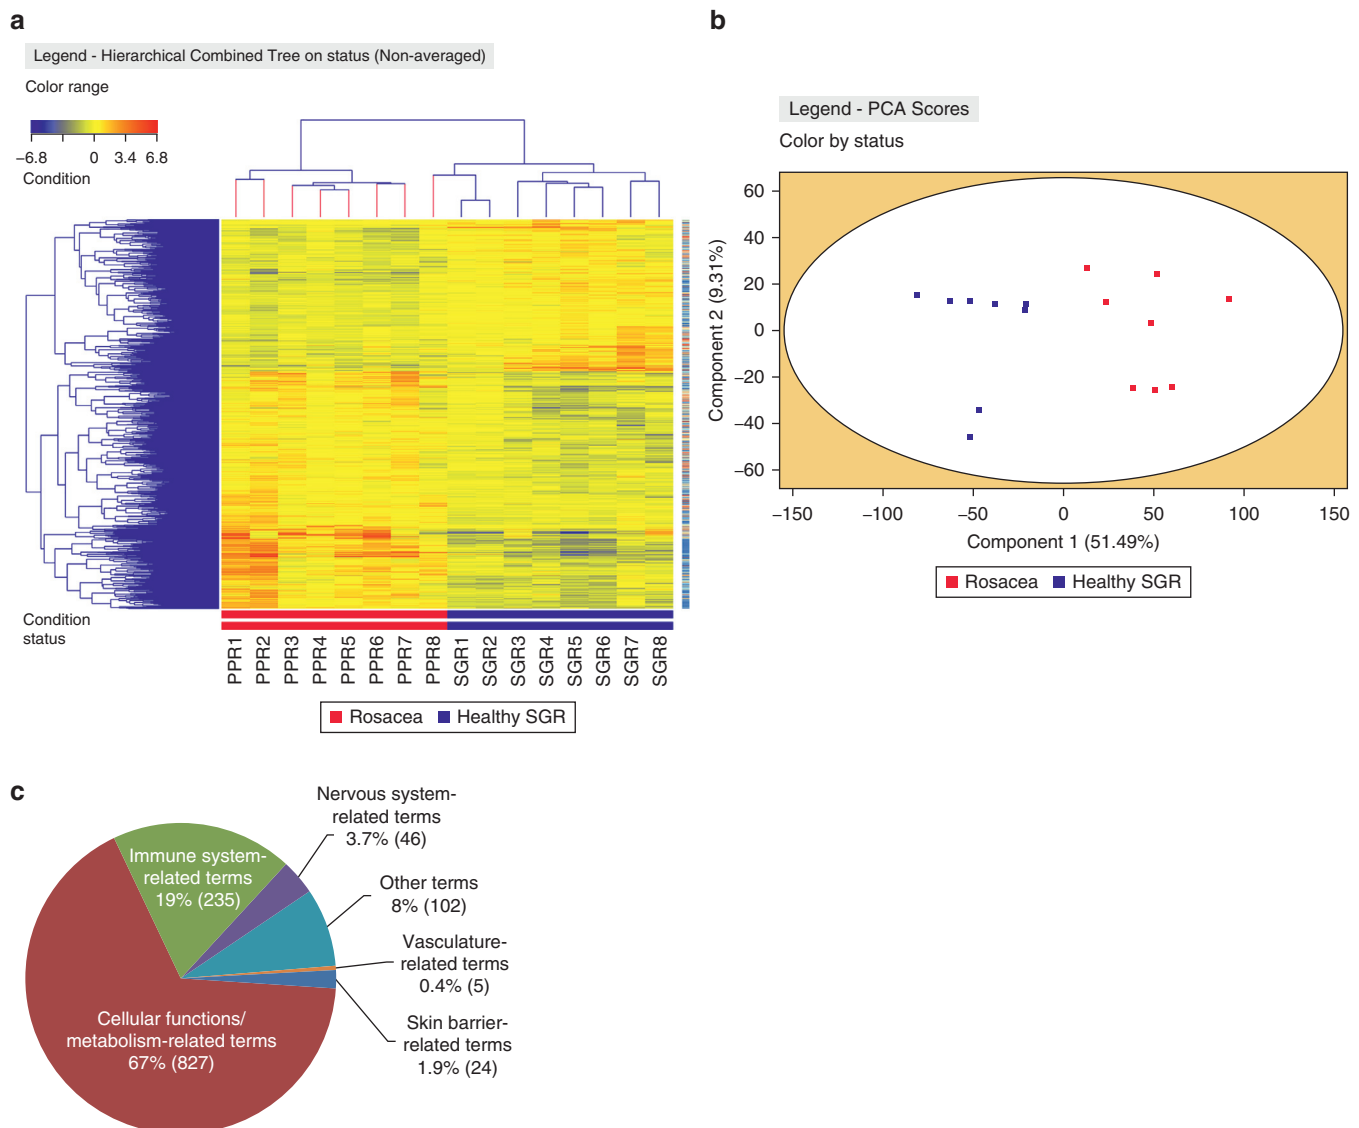 a
Legend - Hierarchical Combined Tree on status (Non-averaged)
Color range
−6.8 0 3.4 6.8
Condition
Condition
status
PPR1
PPR2
PPR3
PPR4
PPR5
PPR6
PPR7
PPR8
SGR1
SGR2
SGR3
SGR4
SGR5
SGR6
SGR7
SGR8
Rosacea Healthy SGR
b
Legend - PCA Scores
Color by status
Component 2 (9.31%)
60
40
20
0
−20
−40
−60
−150 −100 −50 0 50 100 150
Component 1 (51.49%)
Rosacea Healthy SGR
c
Nervous system-
related terms
3.7% (46)
Immune system-
related terms
19% (235)
Other terms
8% (102)
Vasculature-
related terms
0.4% (5)
Skin barrier-
related terms
1.9% (24)
Cellular functions/
metabolism-related terms
67% (827)